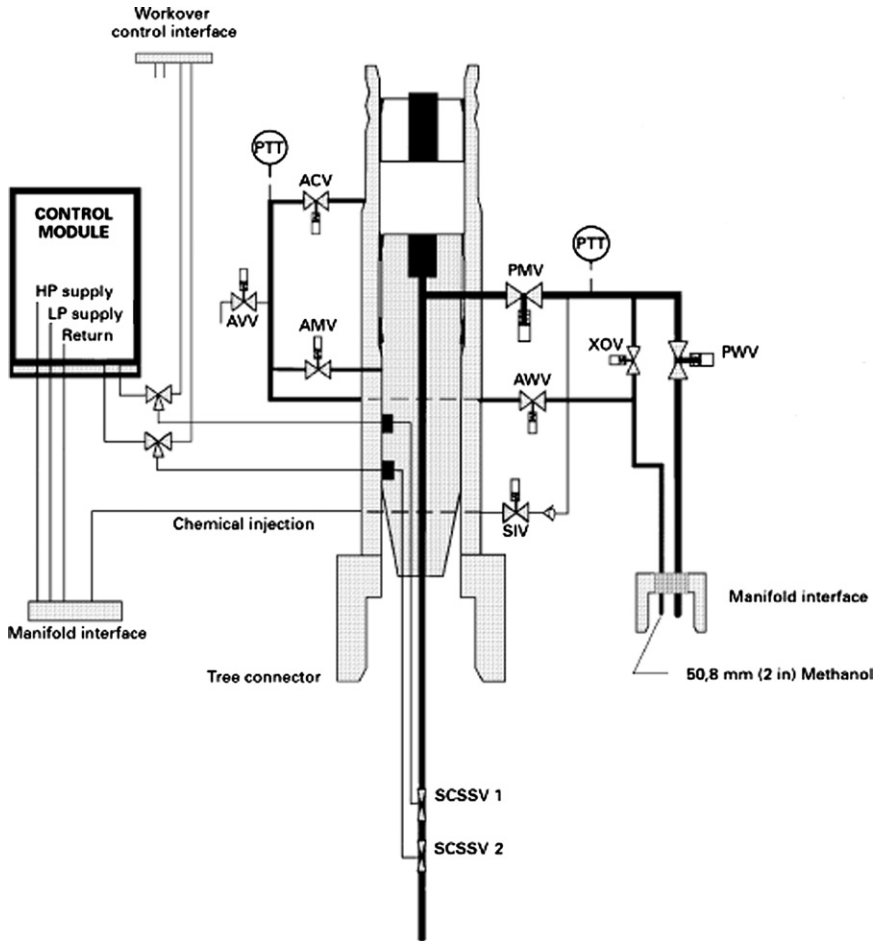 Workover
control interface
PTT
ACV
CONTROL
MODULE
PTT
PMV
HP supply
LP supply
Return
AVV
AMV
XOV
PWV
AWV
Chemical injection
SIV
Manifold interface
Manifold interface
Tree connector
50,8 mm (2 in) Methanol
SCSSV 1
SCSSV 2